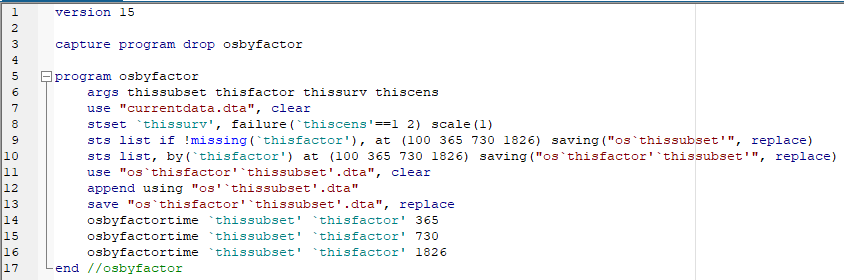 1 version 15
2
3 capture program drop osbyfactor
4
5 program osbyfactor
6 args thissubset thisfactor thissurv thiscens
7 use "currentdata.dta", clear
8 stset `thissurv', failure(`thiscens'==1 2) scale(1)
9 sts list if !missing(`thisfactor'), at (100 365 730 1826) saving("os`thissubset'", replace)
10 sts list, by(`thisfactor') at (100 365 730 1826) saving("os`thisfactor'`thissubset'", replace)
11 use "os`thisfactor'`thissubset'.dta", clear
12 append using "os'`thissubset'.dta"
13 save "os`thisfactor'`thissubset'.dta", replace
14 osbyfactortime `thissubset' `thisfactor' 365
15 osbyfactortime `thissubset' `thisfactor' 730
16 osbyfactortime `thissubset' `thisfactor' 1826
17 end //osbyfactor